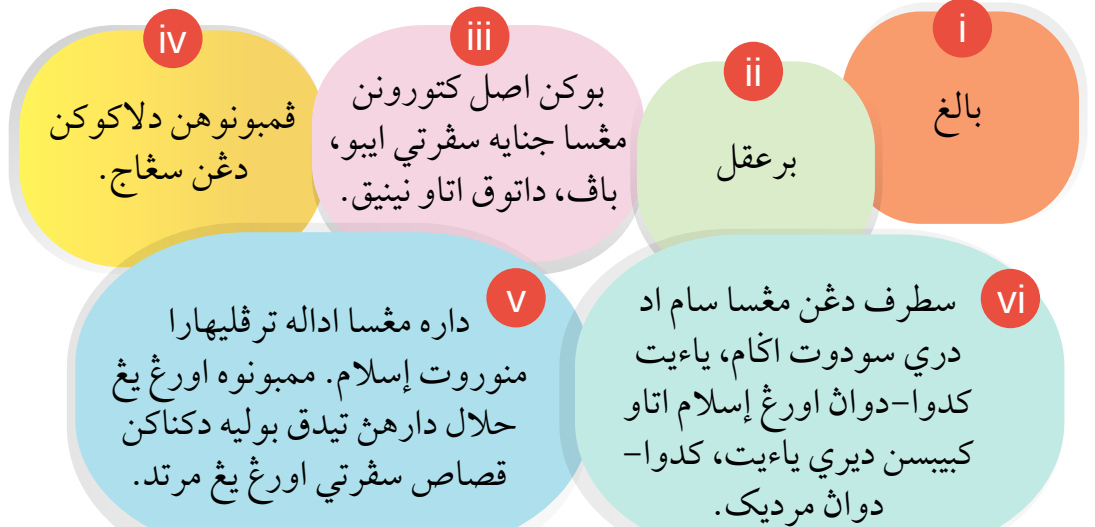 i
بالغ
ii
برعقل
iii
بوكن اصل كتورونن
مڠسا جنايه سڤرتي ايبو،
باڤ، داتوق اتاو نينيق.
iv
ڤمبونوهن دلاكوكن
دڠن سڠاج.
v
داره مڠسا اداله ترڤليهارا
منوروت إسلام. ممبونوه اورڠ يڠ
حلال دارهڽ تيدق بوليه دكناكن
قصاص سڤرتي اورڠ يڠ مرتد.
vi
سطرف دڠن مڠسا سام اد
دري سودوت اݢام، ياءيت
كدوا-دواڽ اورڠ إسلام اتاو
كبيبسن ديري ياءيت، كدوا-
دواڽ مرديک.